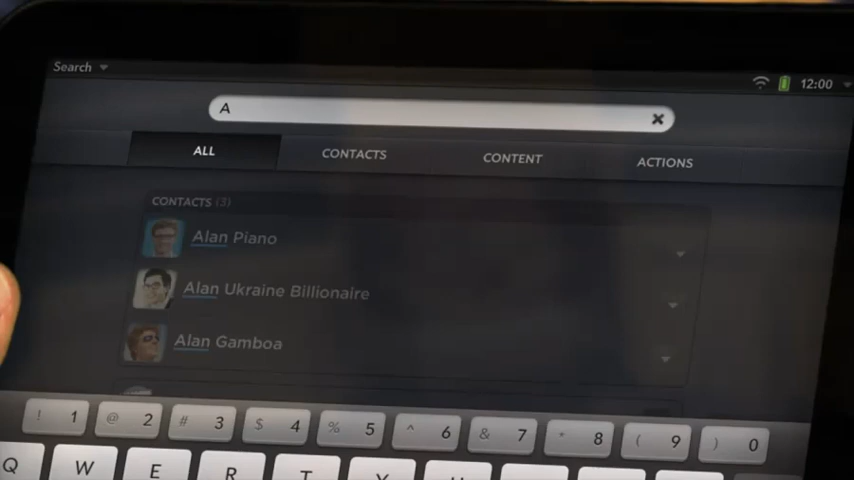 Search
12:00
A
ALL CONTACTS CONTENT ACTIONS
CONTACTS (3)
Alan Piano
Alan Ukraine Billionaire
Alan Gamboa
! 1 @ 2 # 3 $ 4 % 5 ^ 6 & 7 * 8 ( 9 ) 0
Q W E R T Y